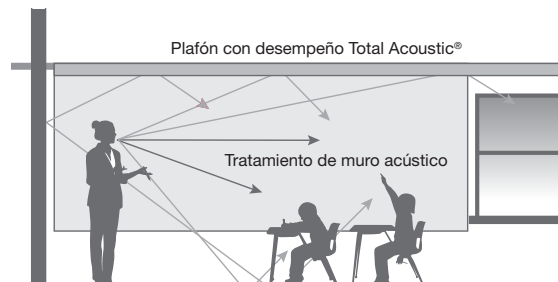 Plafón con desempeño Total Acoustic®
Tratamiento de muro acústico